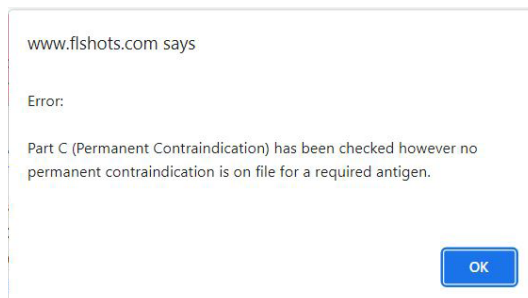 www.flshots.com says
Error:
Part C (Permanent Contraindication) has been checked however no
permanent contraindication is on file for a required antigen.
OK